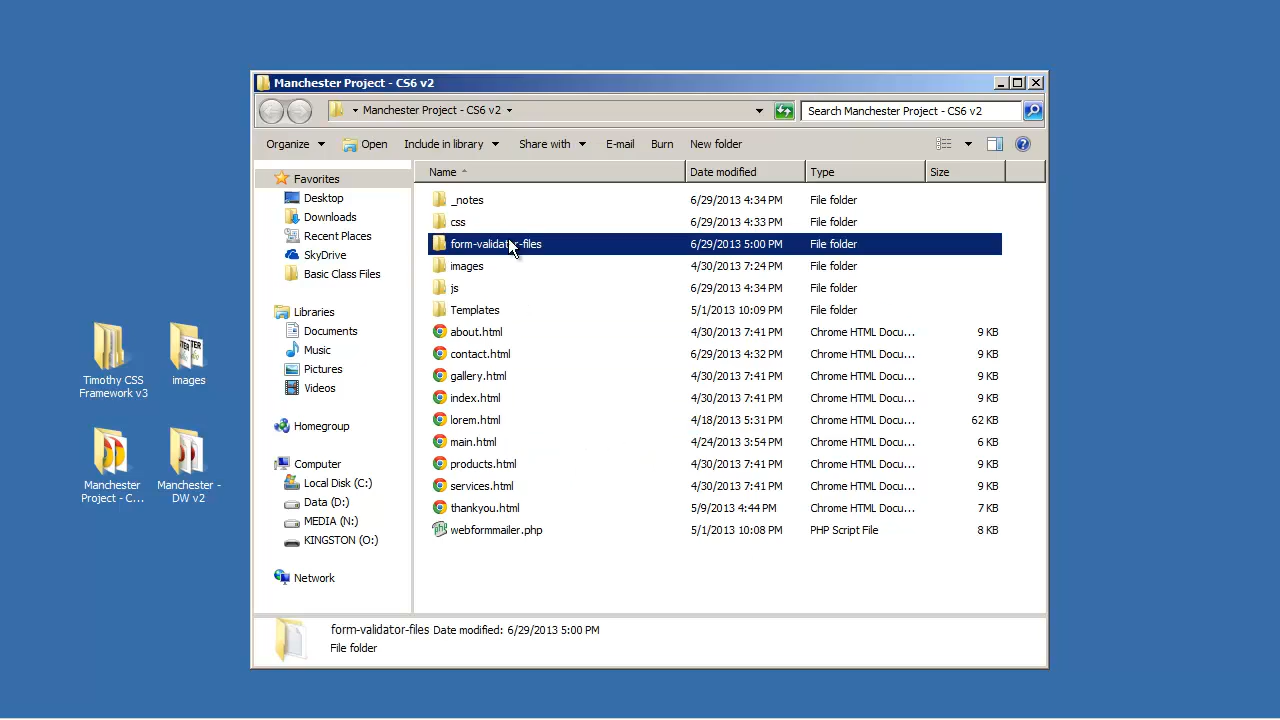 Manchester Project - CS6 v2
Manchester Project - CS6 v2
Search Manchester Project - CS6 v2
Organize Open Include in library Share with E-mail Burn New folder
Favorites
Desktop
Downloads
Recent Places
SkyDrive
Basic Class Files
Libraries
Documents
Music
Pictures
Videos
Homegroup
Computer
Local Disk (C:)
Data (D:)
MEDIA (N:)
KINGSTON (O:)
Network
Name Date modified Type Size
_notes 6/29/2013 4:34 PM File folder
css 6/29/2013 4:33 PM File folder
form-validator-files 6/29/2013 5:00 PM File folder
images 4/30/2013 7:24 PM File folder
js 6/29/2013 4:34 PM File folder
Templates 5/1/2013 10:09 PM File folder
about.html 4/30/2013 7:41 PM Chrome HTML Docu... 9 KB
contact.html 6/29/2013 4:32 PM Chrome HTML Docu... 9 KB
gallery.html 4/30/2013 7:41 PM Chrome HTML Docu... 9 KB
index.html 4/30/2013 7:41 PM Chrome HTML Docu... 9 KB
lorem.html 4/18/2013 5:31 PM Chrome HTML Docu... 62 KB
main.html 4/24/2013 3:54 PM Chrome HTML Docu... 6 KB
products.html 4/30/2013 7:41 PM Chrome HTML Docu... 9 KB
services.html 4/30/2013 7:41 PM Chrome HTML Docu... 9 KB
thankyou.html 5/9/2013 4:44 PM Chrome HTML Docu... 7 KB
webformmailer.php 5/1/2013 10:08 PM PHP Script File 8 KB
form-validator-files Date modified: 6/29/2013 5:00 PM
File folder
Timothy CSS
Framework v3
images
Manchester
Project - C...
Manchester -
DW v2